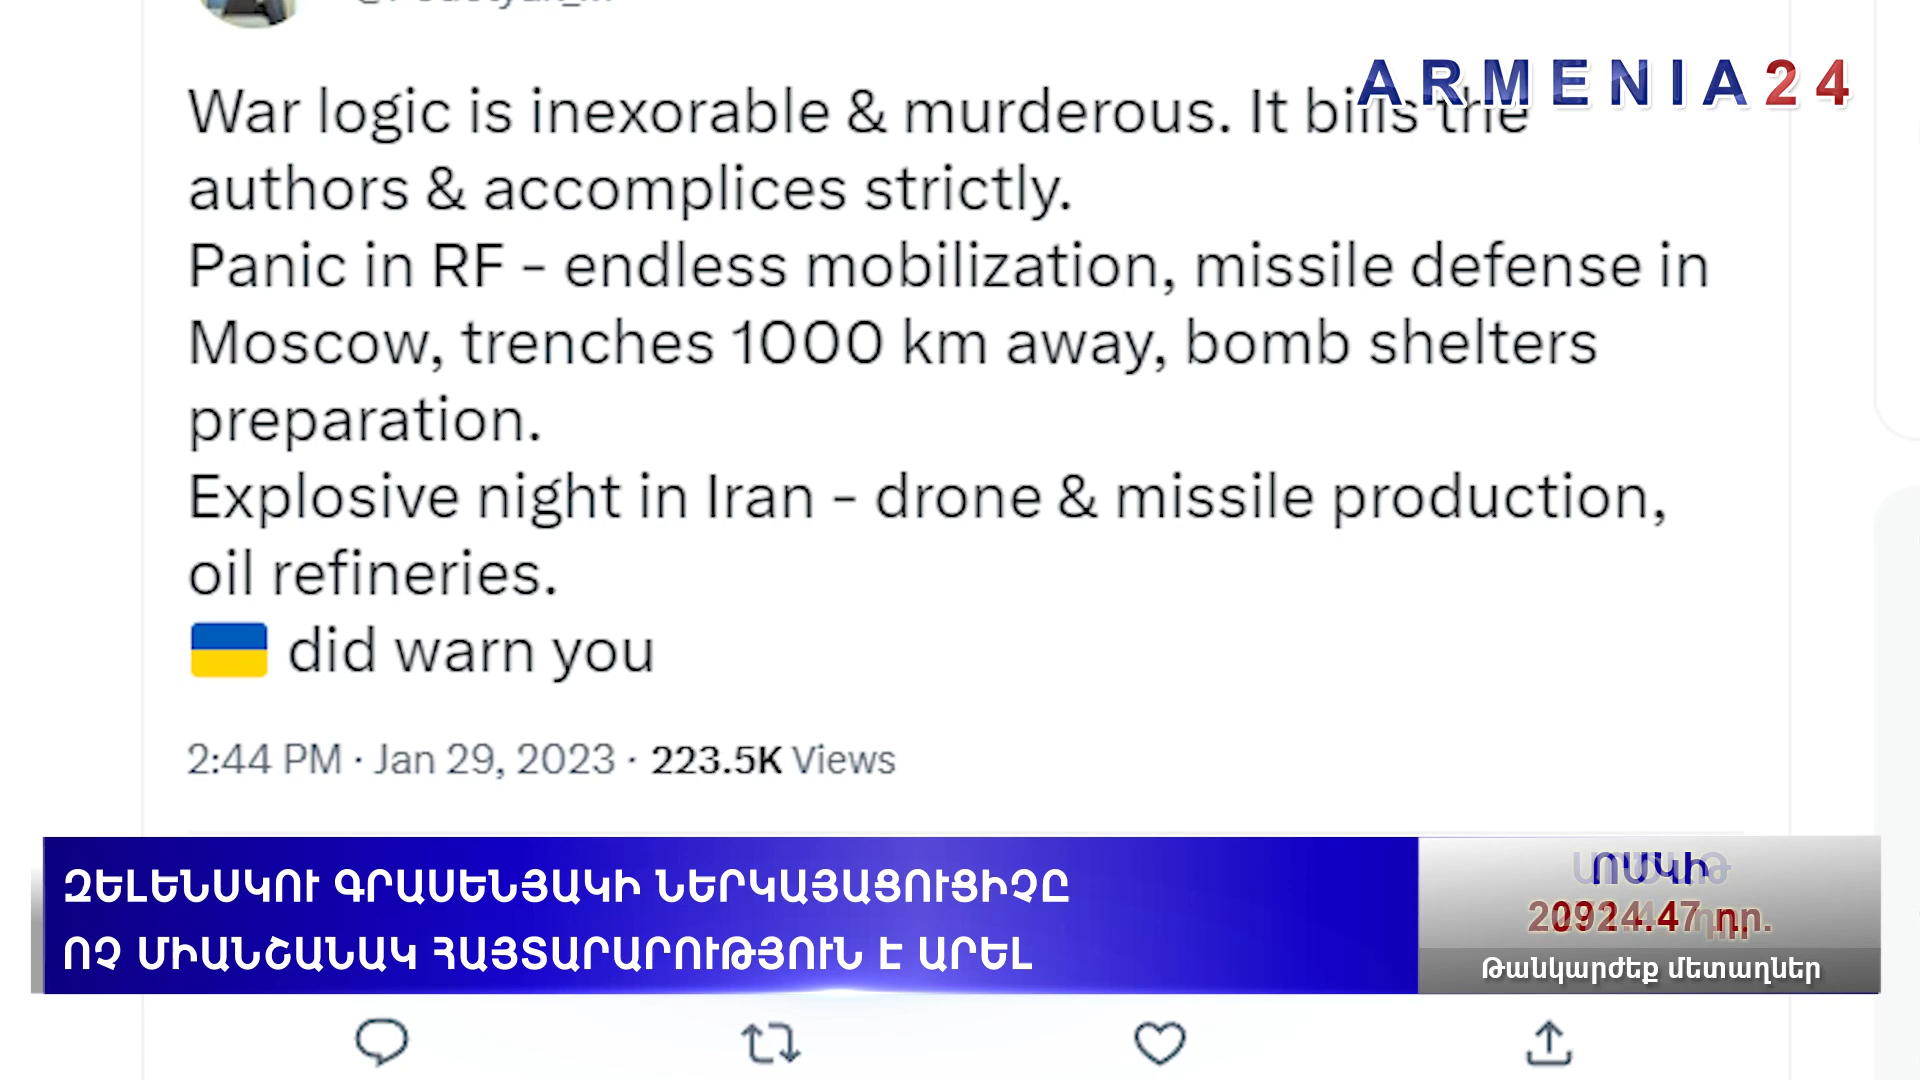 ARMENIA24
War logic is inexorable & murderous. It bills the
authors & accomplices strictly.
Panic in RF - endless mobilization, missile defense in
Moscow, trenches 1000 km away, bomb shelters
preparation.
Explosive night in Iran - drone & missile production,
oil refineries.
🇺🇦 did warn you
2:44 PM · Jan 29, 2023 · 223.5K Views
ԶԵԼԵՆՍԿՈՒ ԳՐԱՍԵՆՅԱԿԻ ՆԵՐԿԱՅԱՑՈՒՑԻՉԸ
ՈՉ ՄԻԱՆՇԱՆԱԿ ՀԱՅՏԱՐԱՐՈՒԹՅՈՒՆ Է ԱՐԵԼ
ՈՍԿԻ
20924.47 դր.
Թանկարժեք մետաղներ